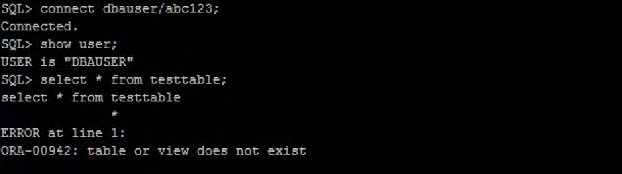 SQL> connect dbauser/abc123;
Connected.
SQL> show user;
USER is "DBAUSER"
SQL> select * from testtable;
select * from testtable
              *
ERROR at line 1:
ORA-00942: table or view does not exist